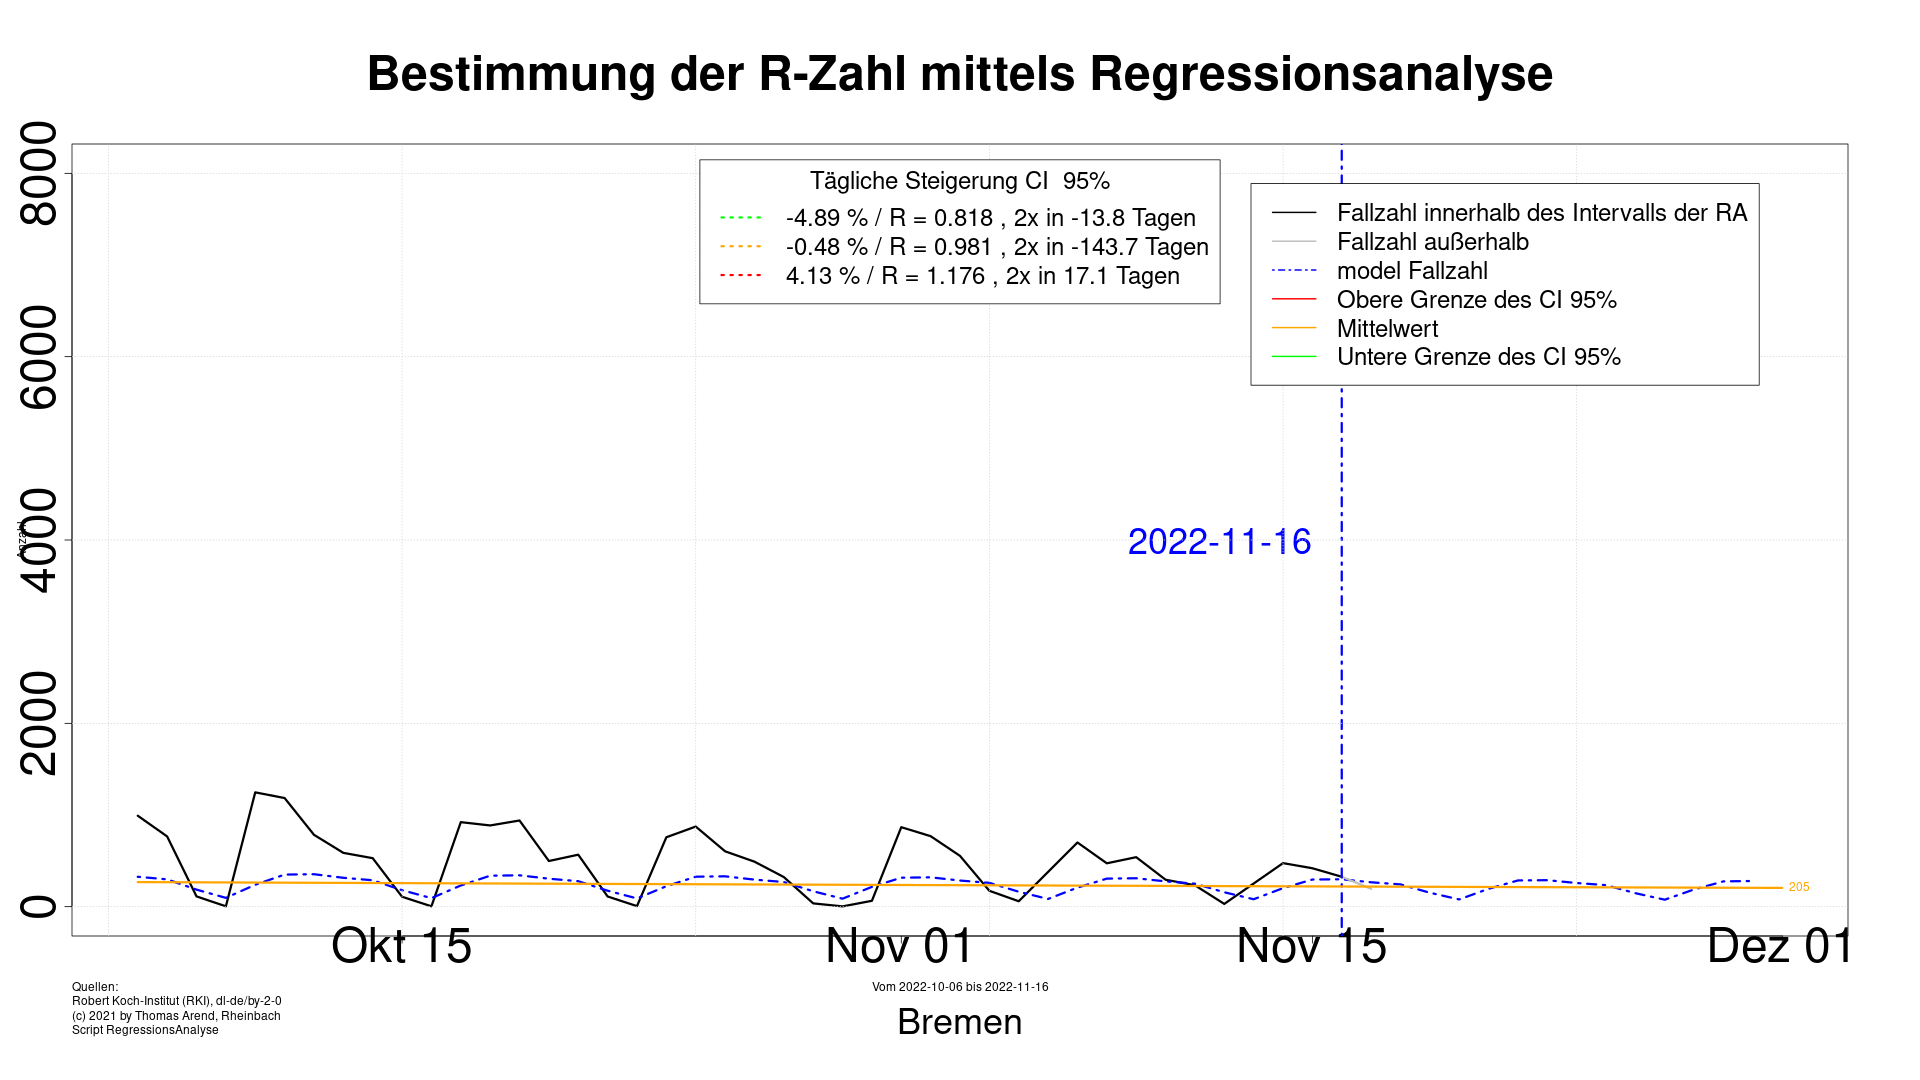 Bestimmung der R-Zahl mittels Regressionsanalyse
8000
6000
4000
2000
0
Anzahl
Tägliche Steigerung CI  95%
-4.89 % / R = 0.818 , 2x in -13.8 Tagen
-0.48 % / R = 0.981 , 2x in -143.7 Tagen
4.13 % / R = 1.176 , 2x in 17.1 Tagen
Fallzahl innerhalb des Intervalls der RA
Fallzahl außerhalb
model Fallzahl
Obere Grenze des CI 95%
Mittelwert
Untere Grenze des CI 95%
2022-11-16
205
Okt 15
Nov 01
Nov 15
Dez 01
Quellen:
Robert Koch-Institut (RKI), dl-de/by-2-0
(c) 2021 by Thomas Arend, Rheinbach
Script RegressionsAnalyse
Vom 2022-10-06 bis 2022-11-16
Bremen